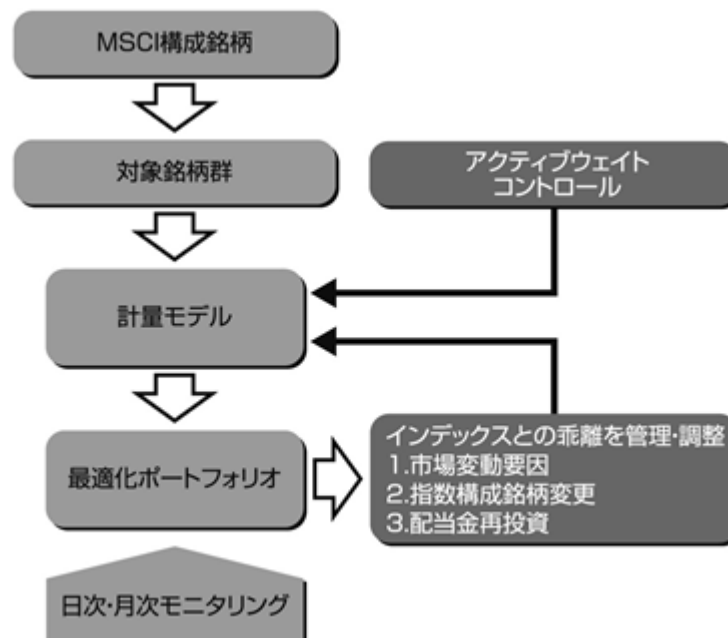 MSCI構成銘柄
対象銘柄群
アクティブウェイト
コントロール
計量モデル
最適化ポートフォリオ
インデックスとの乖離を管理・調整
1.市場変動要因
2.指数構成銘柄変更
3.配当金再投資
日次・月次モニタリング